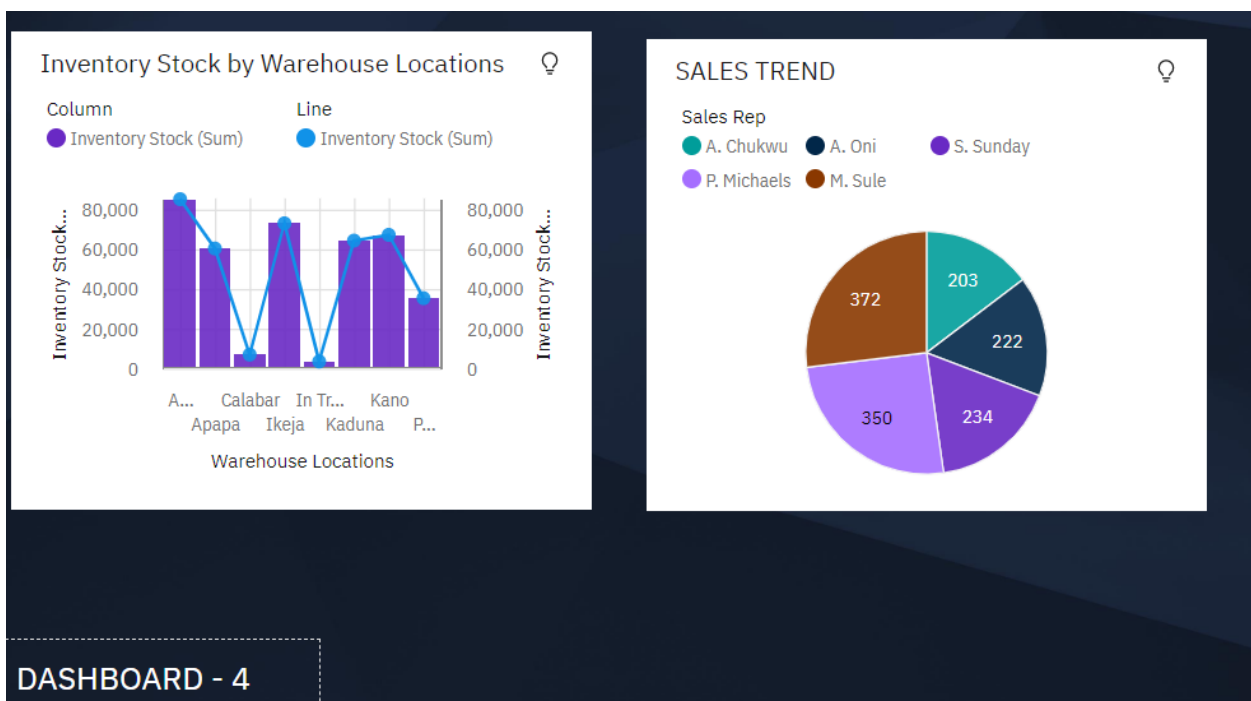 Inventory Stock by Warehouse Locations
Column Line
Inventory Stock (Sum) Inventory Stock (Sum)
Inventory Stock...
80,000
60,000
40,000
20,000
0
80,000
60,000
40,000
20,000
0
Inventory Stock...
A... Calabar In Tr... Kano
Apapa Ikeja Kaduna P...
Warehouse Locations
SALES TREND
Sales Rep
A. Chukwu A. Oni S. Sunday
P. Michaels M. Sule
203
372
222
350
234
DASHBOARD - 4